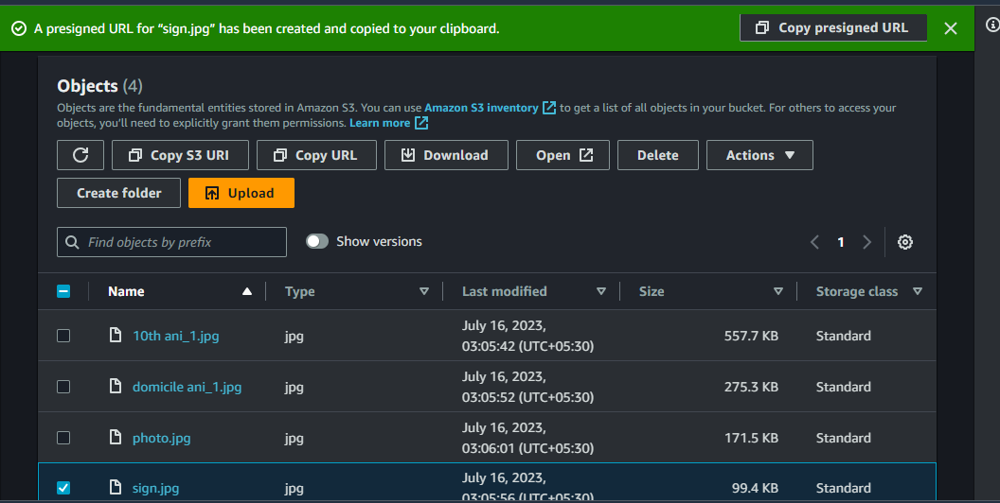 A presigned URL for “sign.jpg” has been created and copied to your clipboard.
Copy presigned URL
Objects (4)
Objects are the fundamental entities stored in Amazon S3. You can use Amazon S3 inventory to get a list of all objects in your bucket. For others to access your
objects, you’ll need to explicitly grant them permissions. Learn more
Copy S3 URI
Copy URL
Download
Open
Delete
Actions
Create folder
Upload
Find objects by prefix
Show versions
1
Name Type Last modified Size Storage class
10th ani_1.jpg jpg July 16, 2023, 557.7 KB Standard
03:05:42 (UTC+05:30)
domicile ani_1.jpg jpg July 16, 2023, 275.3 KB Standard
03:05:52 (UTC+05:30)
photo.jpg jpg July 16, 2023, 171.5 KB Standard
03:06:01 (UTC+05:30)
sign.jpg jpg July 16, 2023, 99.4 KB Standard
03:05:56 (UTC+05:30)